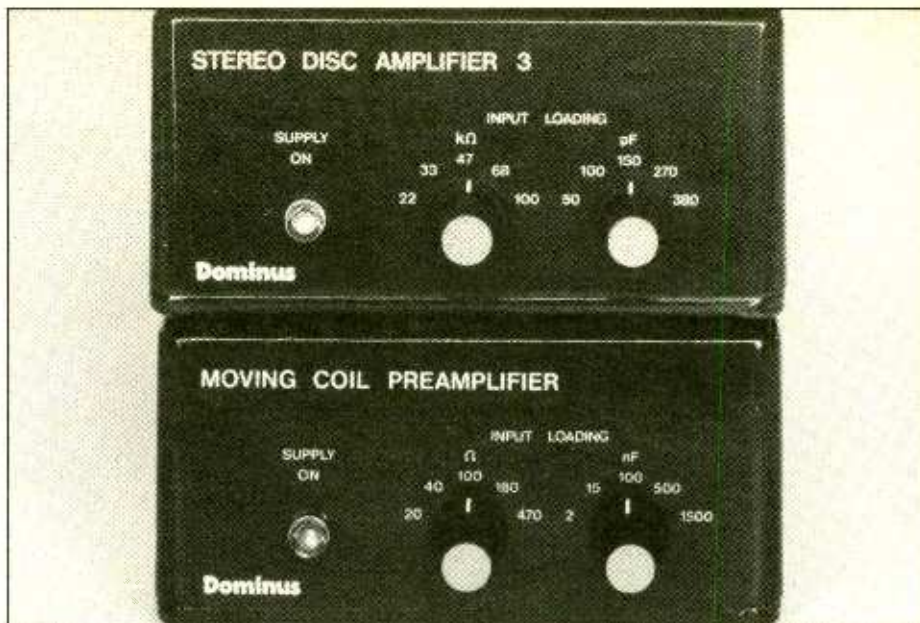 STEREO DISC AMPLIFIER 3
INPUT LOADING
SUPPLY
ON
kΩ
22 33 47 68 100
pF
50 100 150 270 380
Dominus
MOVING COIL PREAMPLIFIER
INPUT LOADING
SUPPLY
ON
Ω
20 40 100 180 470
nF
2 15 100 500 1500
Dominus